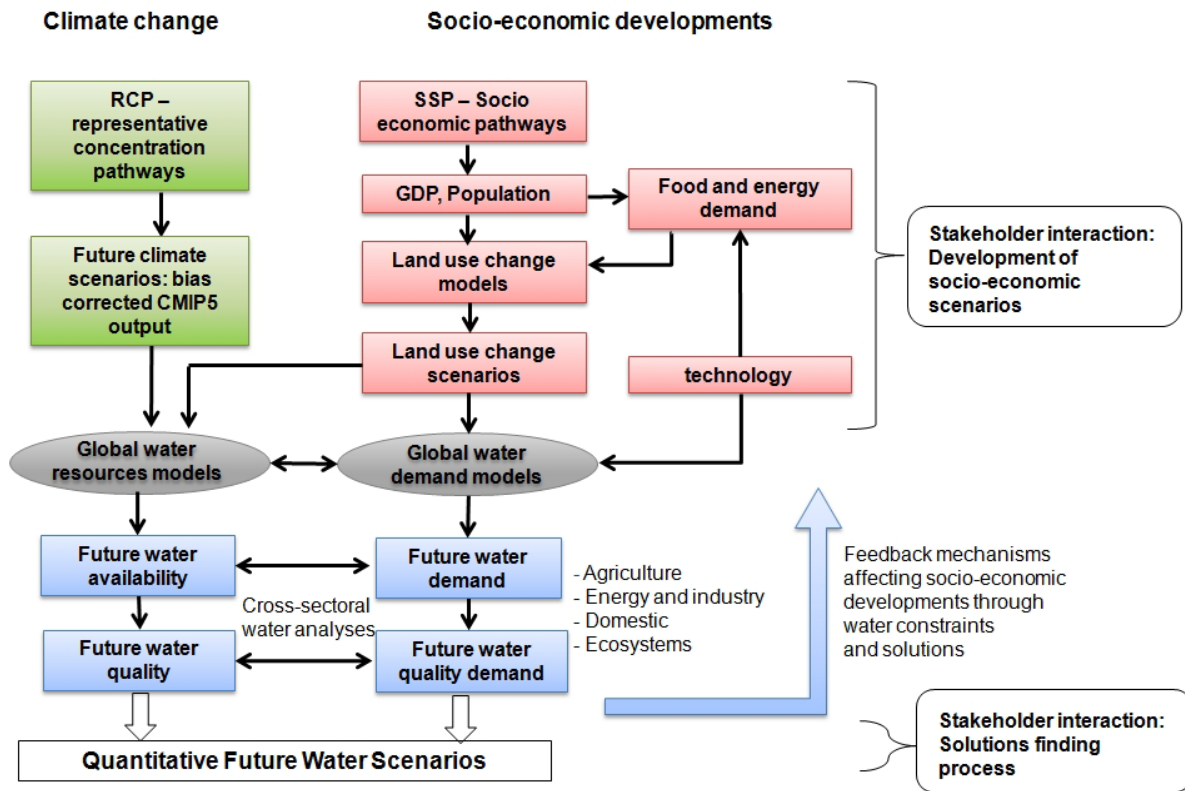 Climate change
Socio-economic developments
RCP –
representative
concentration
pathways
SSP – Socio
economic pathways
GDP, Population
Food and energy
demand
Stakeholder interaction:
Development of
socio-economic
scenarios
Future climate
scenarios: bias
corrected CMIP5
output
Land use change
models
Land use change
scenarios
technology
Global water
resources models
Global water
demand models
Future water
availability
Future water
demand
- Agriculture
- Energy and industry
- Domestic
- Ecosystems
Feedback mechanisms
affecting socio-economic
developments through
water constraints
and solutions
Cross-sectoral
water analyses
Future water
quality
Future water
quality demand
Stakeholder interaction:
Solutions finding
process
Quantitative Future Water Scenarios